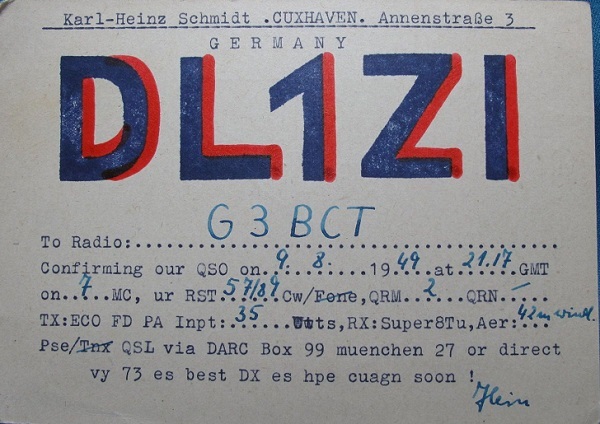 Karl-Heinz Schmidt .CUXHAVEN. Annenstraße 3
GERMANY
DL1ZI
G3BCT
To Radio:................................................
Confirming our QSO on..9...8:....1949 at..21.17 GMT
on..7..MC, ur RST 57/89 Cw/Fone,QRM..2...QRN..–..
TX:ECO FD PA Inpt:..35......Wtts,RX:Super8Tu,Aer:...42m
Pse/Tnx QSL via DARC Box 99 muenchen 27 or direct
vy 73 es best DX es hpe cuagn soon !
Hein